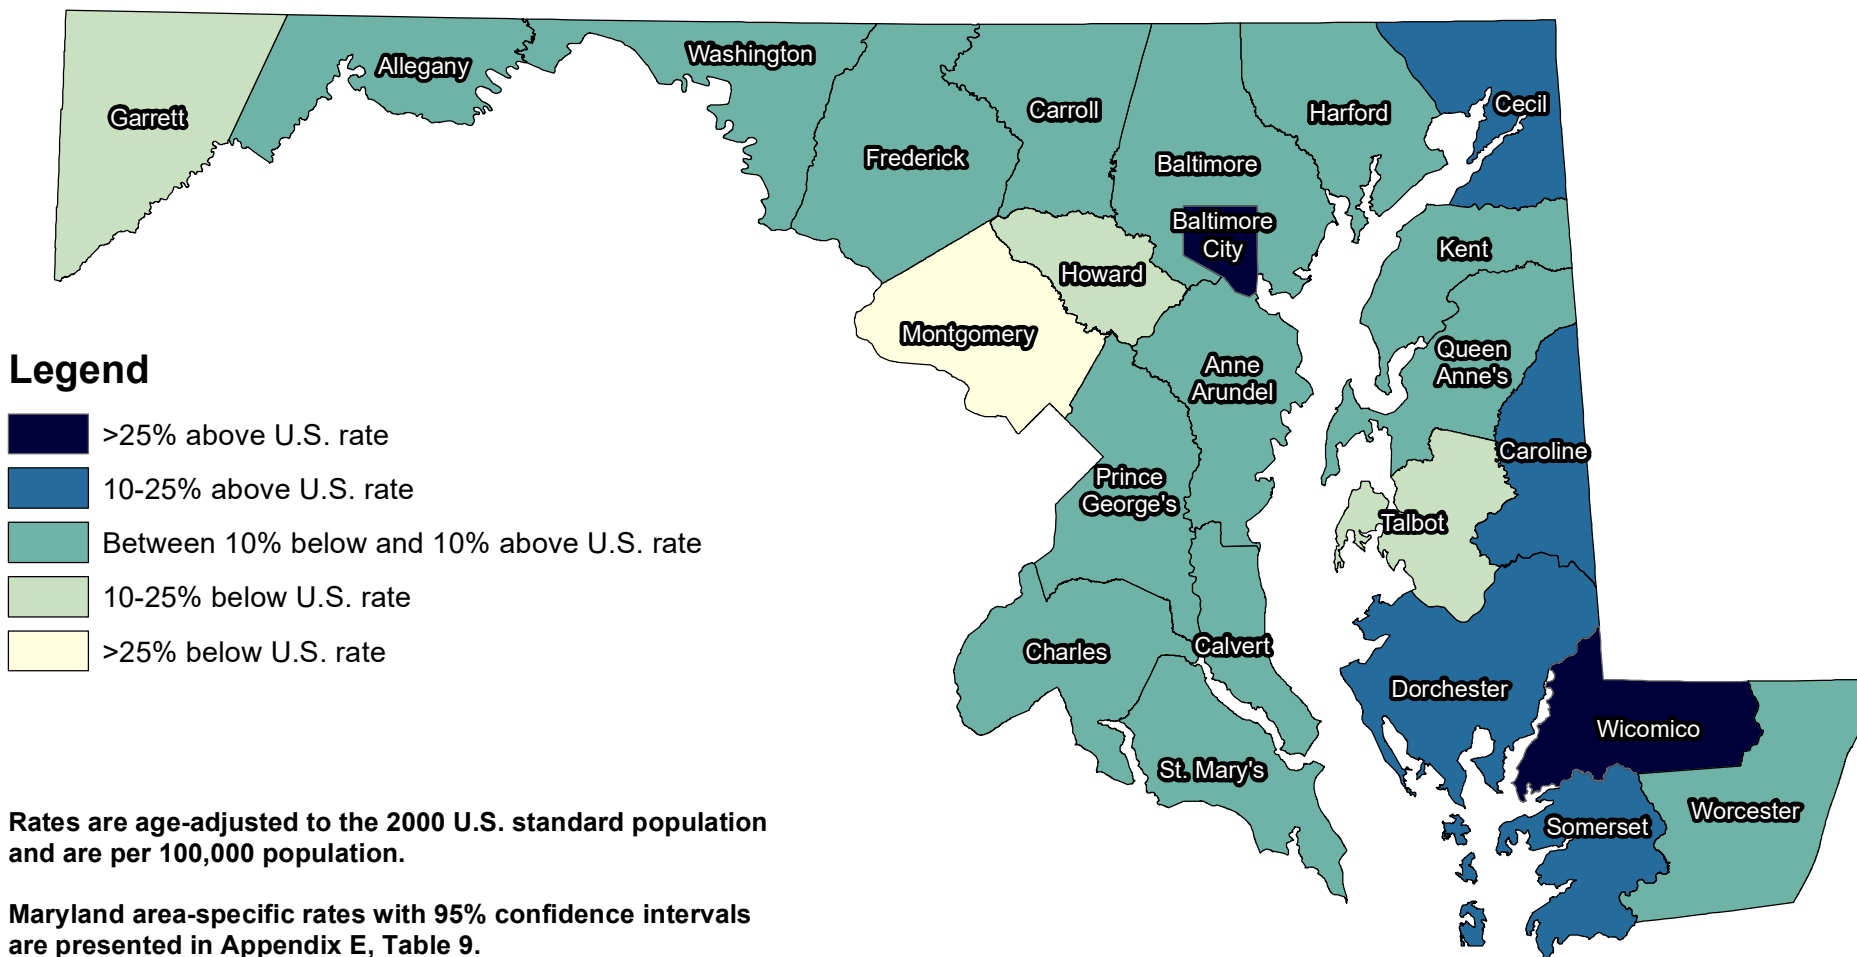 Garrett
Allegany
Washington
Frederick
Carroll
Baltimore
Harford
Cecil
Baltimore
City
Kent
Howard
Montgomery
Queen
Anne's
Anne
Arundel
Caroline
Prince
George's
Talbot
Charles
Calvert
Dorchester
Wicomico
St. Mary's
Worcester
Somerset
Legend
>25% above U.S. rate
10-25% above U.S. rate
Between 10% below and 10% above U.S. rate
10-25% below U.S. rate
>25% below U.S. rate
Rates are age-adjusted to the 2000 U.S. standard population
and are per 100,000 population.
Maryland area-specific rates with 95% confidence intervals
are presented in Appendix E, Table 9.